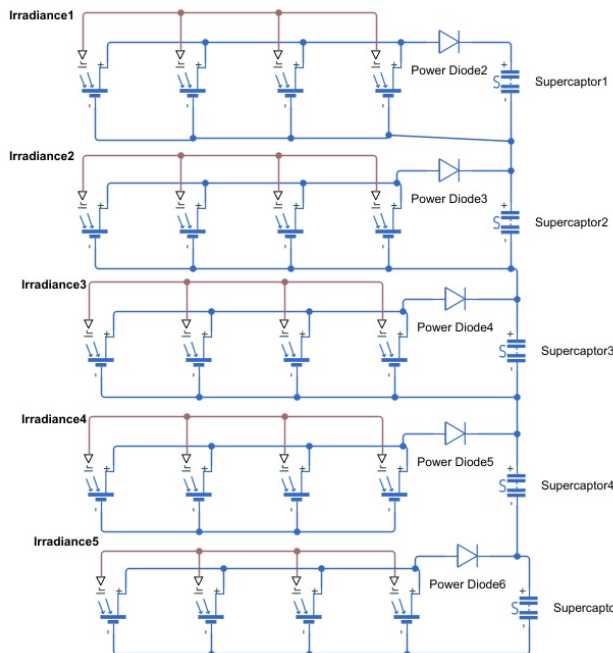 Irradiance1
Power Diode2
Supercaptor1
Irradiance2
Power Diode3
Supercaptor2
Irradiance3
Power Diode4
Supercaptor3
Irradiance4
Power Diode5
Supercaptor4
Irradiance5
Power Diode6
Supercapto